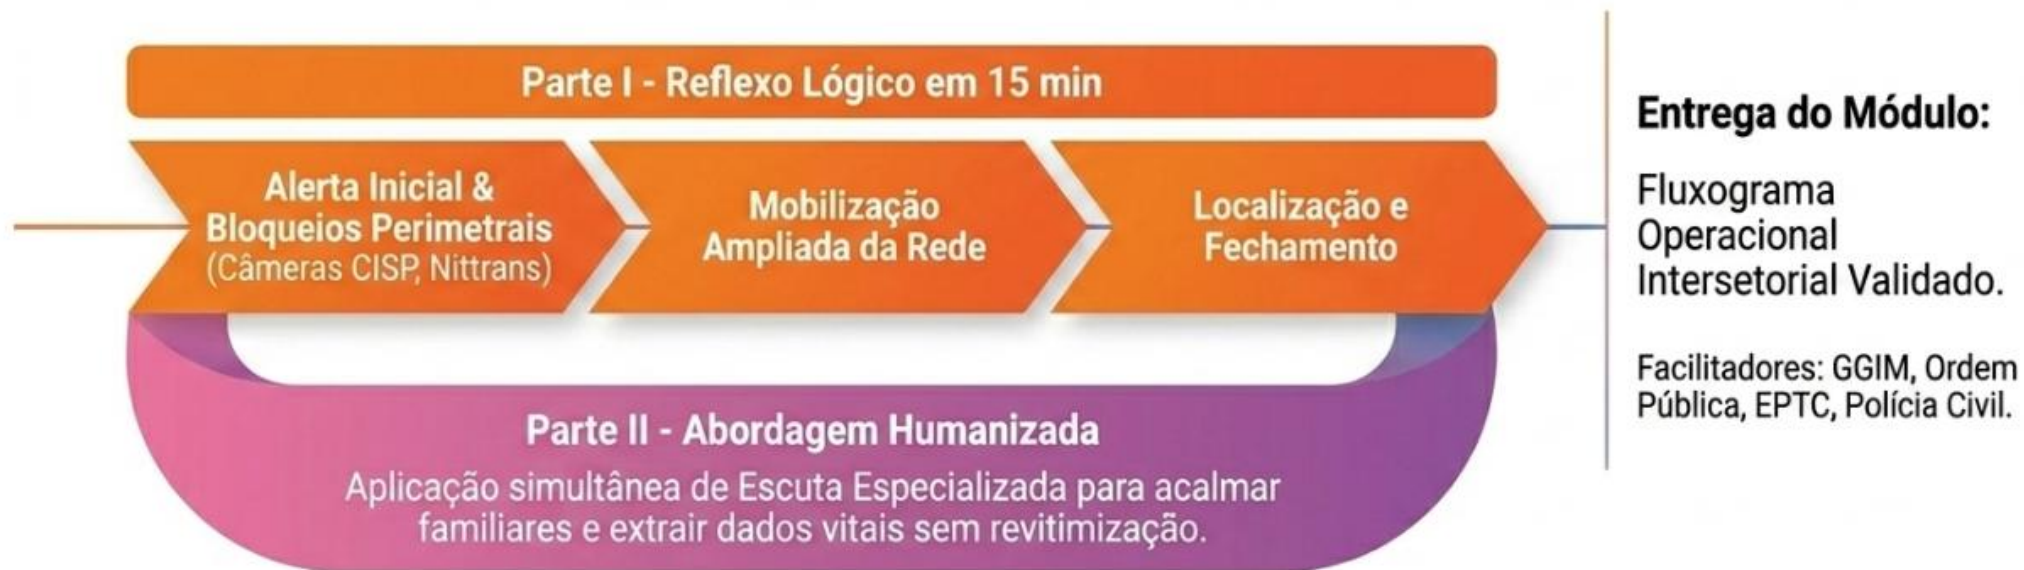 Parte I - Reflexo Lógico em 15 min
Alerta Inicial &
Bloqueios Perimetrais
(Câmeras CISP, Nittrans)
Mobilização
Ampliada da Rede
Localização e
Fechamento
Parte II - Abordagem Humanizada
Aplicação simultânea de Escuta Especializada para acalmar
familiares e extrair dados vitais sem revitimização.
Entrega do Módulo:
Fluxograma
Operacional
Intersetorial Validado.
Facilitadores: GGIM, Ordem
Pública, EPTC, Polícia Civil.